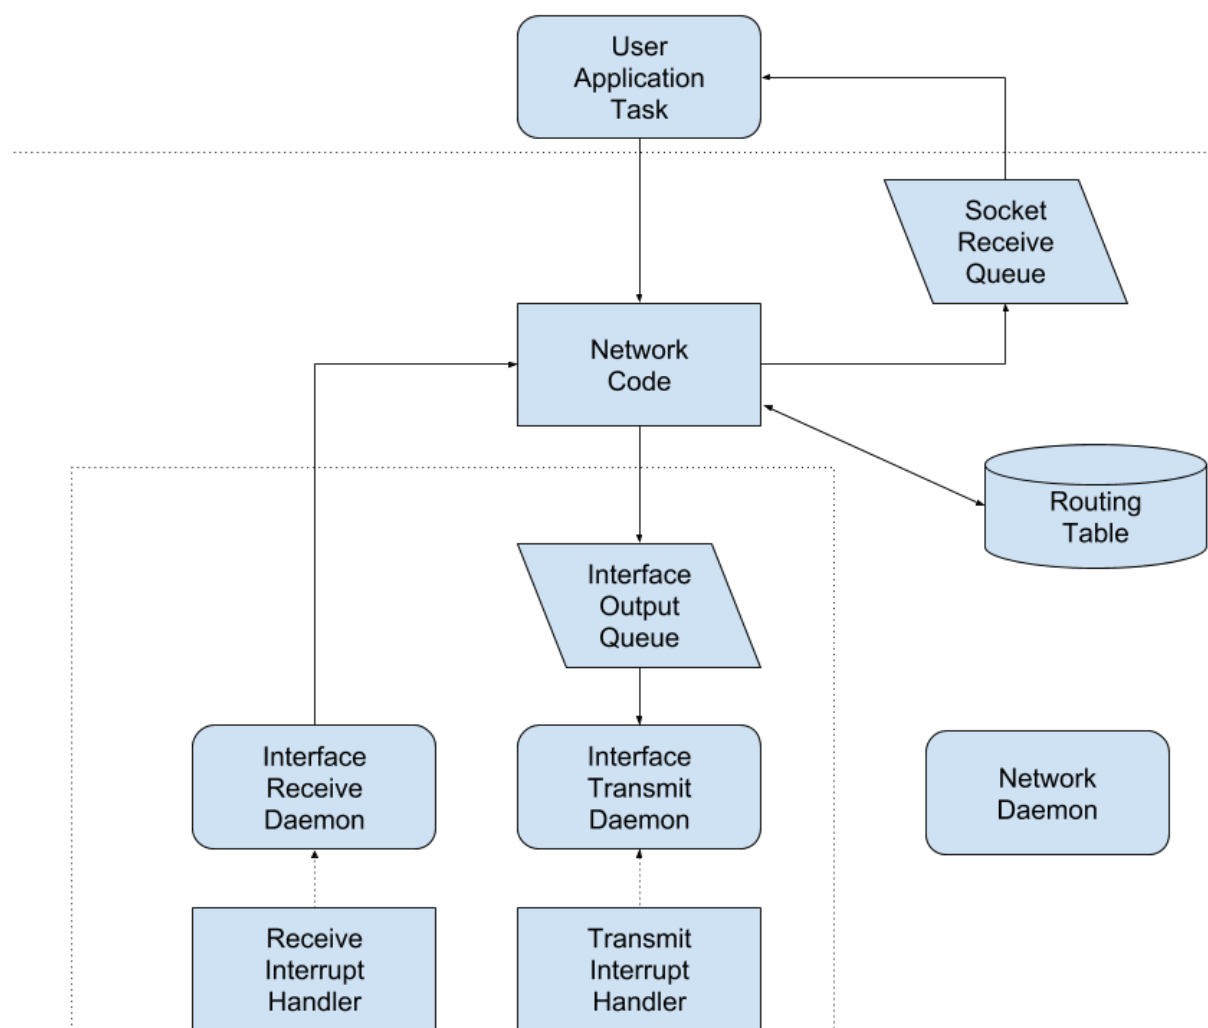 User
Application
Task
Socket
Receive
Queue
Network
Code
Routing
Table
Interface
Output
Queue
Interface
Receive
Daemon
Interface
Transmit
Daemon
Network
Daemon
Receive
Interrupt
Handler
Transmit
Interrupt
Handler